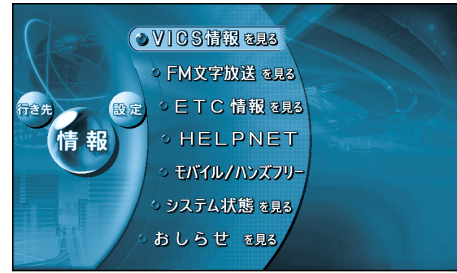 VICS情報を見る
FM文字放送を見る
行き先
設定
ETC情報を見る
情報
HELPNET
モバイル/ハンズフリー
システム状態を見る
おしらせを見る